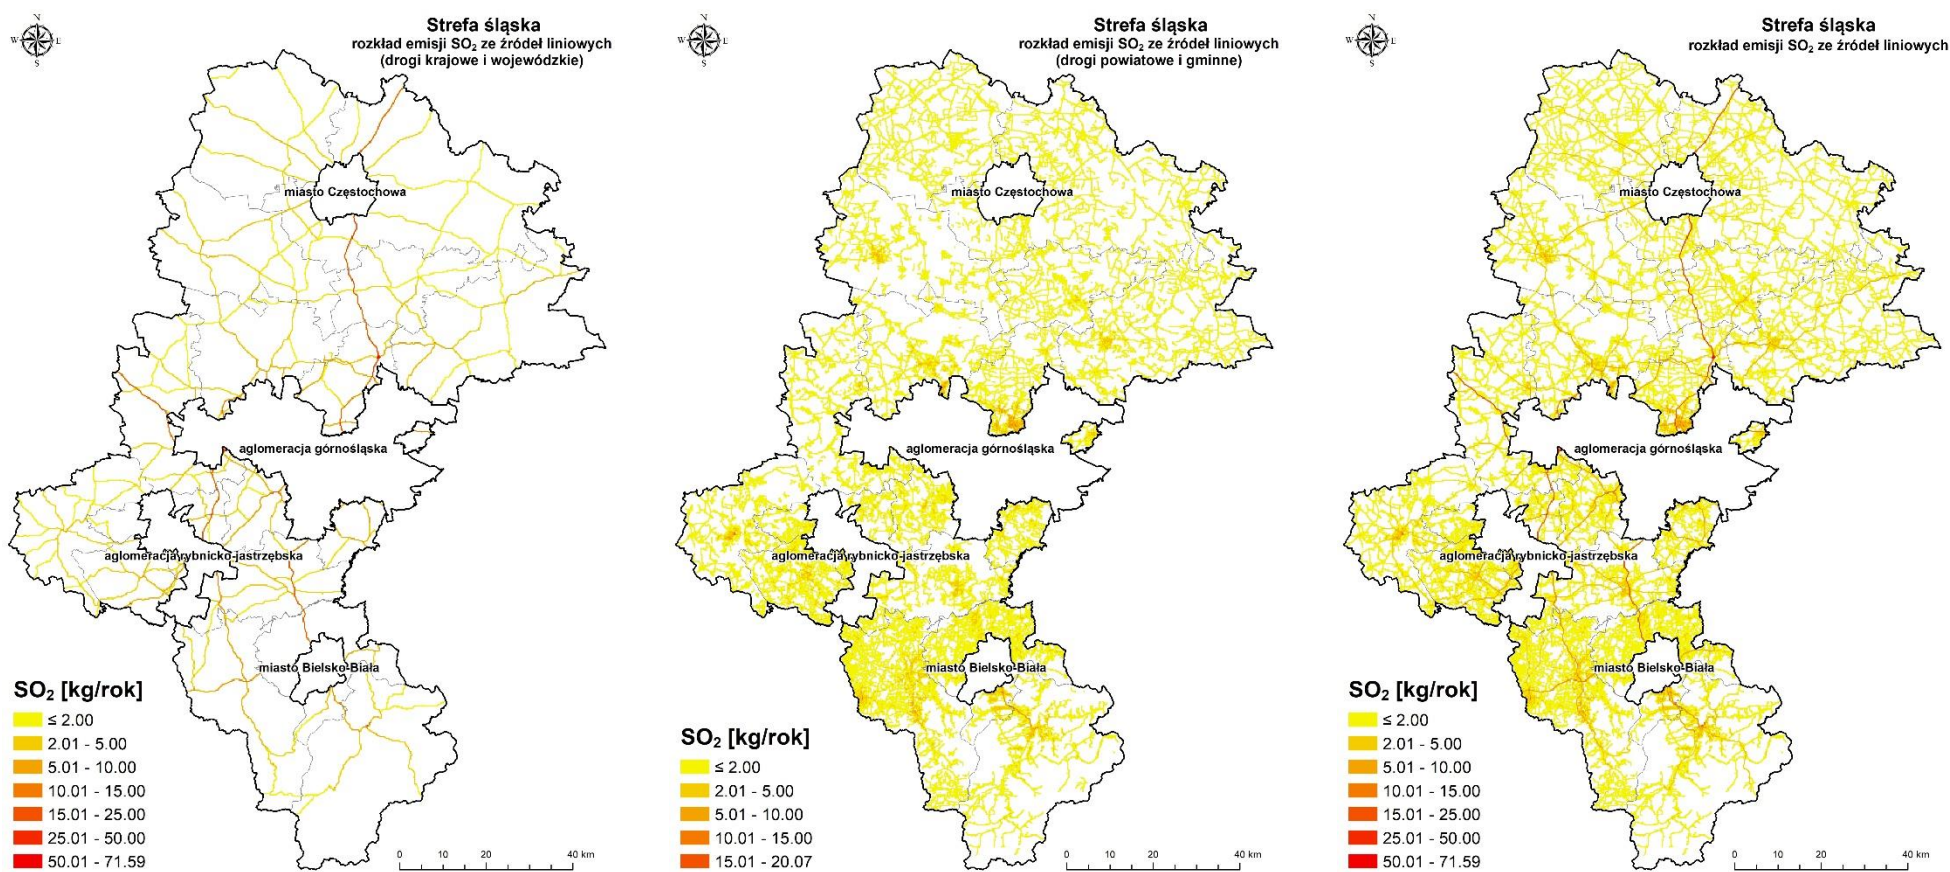 N
W E
S
Strefa śląska
rozkład emisji SO₂ ze źródeł liniowych
(drogi krajowe i wojewódzkie)
miasto Częstochowa
aglomeracja górnośląska
aglomeracja rybnicko-jastrzębska
miasto Bielsko-Biała
SO₂ [kg/rok]
≤ 2.00
2.01 - 5.00
5.01 - 10.00
10.01 - 15.00
15.01 - 25.00
25.01 - 50.00
50.01 - 71.59
0 10 20 40 km
N
W E
S
Strefa śląska
rozkład emisji SO₂ ze źródeł liniowych
(drogi powiatowe i gminne)
miasto Częstochowa
aglomeracja górnośląska
aglomeracja rybnicko-jastrzębska
miasto Bielsko-Biała
SO₂ [kg/rok]
≤ 2.00
2.01 - 5.00
5.01 - 10.00
10.01 - 15.00
15.01 - 20.07
0 10 20 40 km
N
W E
S
Strefa śląska
rozkład emisji SO₂ ze źródeł liniowych
miasto Częstochowa
aglomeracja górnośląska
aglomeracja rybnicko-jastrzębska
miasto Bielsko-Biała
SO₂ [kg/rok]
≤ 2.00
2.01 - 5.00
5.01 - 10.00
10.01 - 15.00
15.01 - 25.00
25.01 - 50.00
50.01 - 71.59
0 10 20 40 km